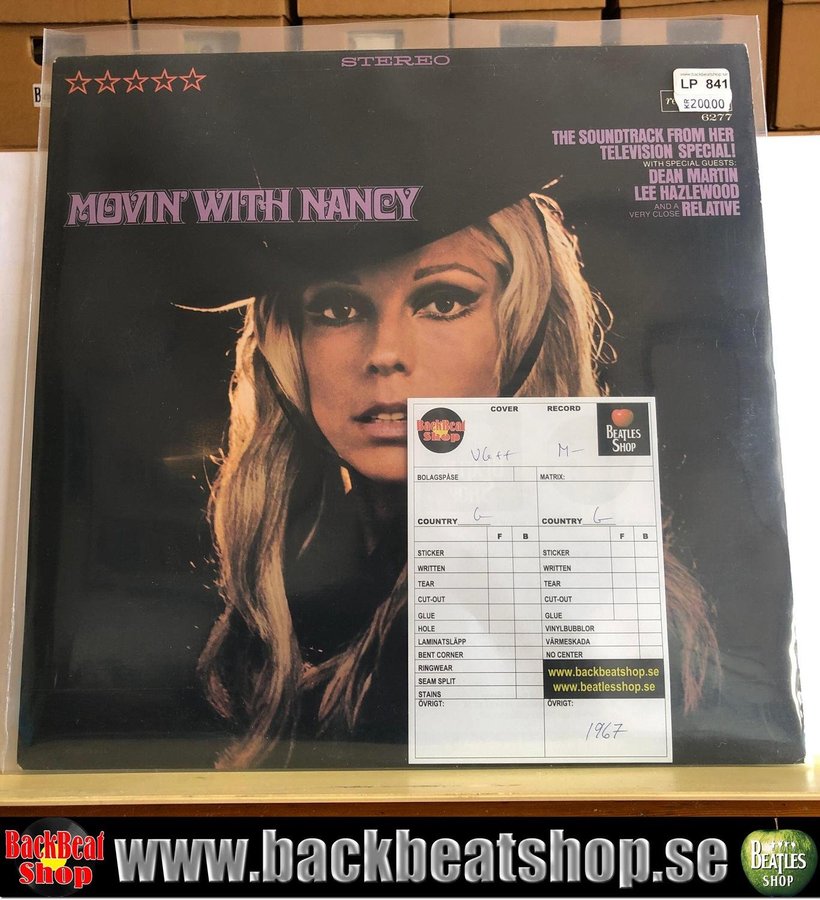 STEREO
www.backbeatshop.se
LP 841
200.00
6277
THE SOUNDTRACK FROM HER
TELEVISION SPECIAL!
WITH SPECIAL GUESTS:
DEAN MARTIN
LEE HAZLEWOOD
AND A
VERY CLOSE RELATIVE
MOVIN' WITH NANCY
COVER RECORD
BackBeat
Shop
BEATLES
SHOP
VG++ M-
BOLAGSPÅSE MATRIX:
COUNTRY G COUNTRY G
F B F B
STICKER STICKER
WRITTEN WRITTEN
TEAR TEAR
CUT-OUT CUT-OUT
GLUE GLUE
HOLE VINYLBUBBLOR
LAMINATSLÄPP VÄRMESKADA
BENT CORNER NO CENTER
RINGWEAR
SEAM SPLIT
STAINS
www.backbeatshop.se
www.beatlesshop.se
ÖVRIGT: ÖVRIGT:
1967
BackBeat
Shop
www.backbeatshop.se
BEATLES
SHOP